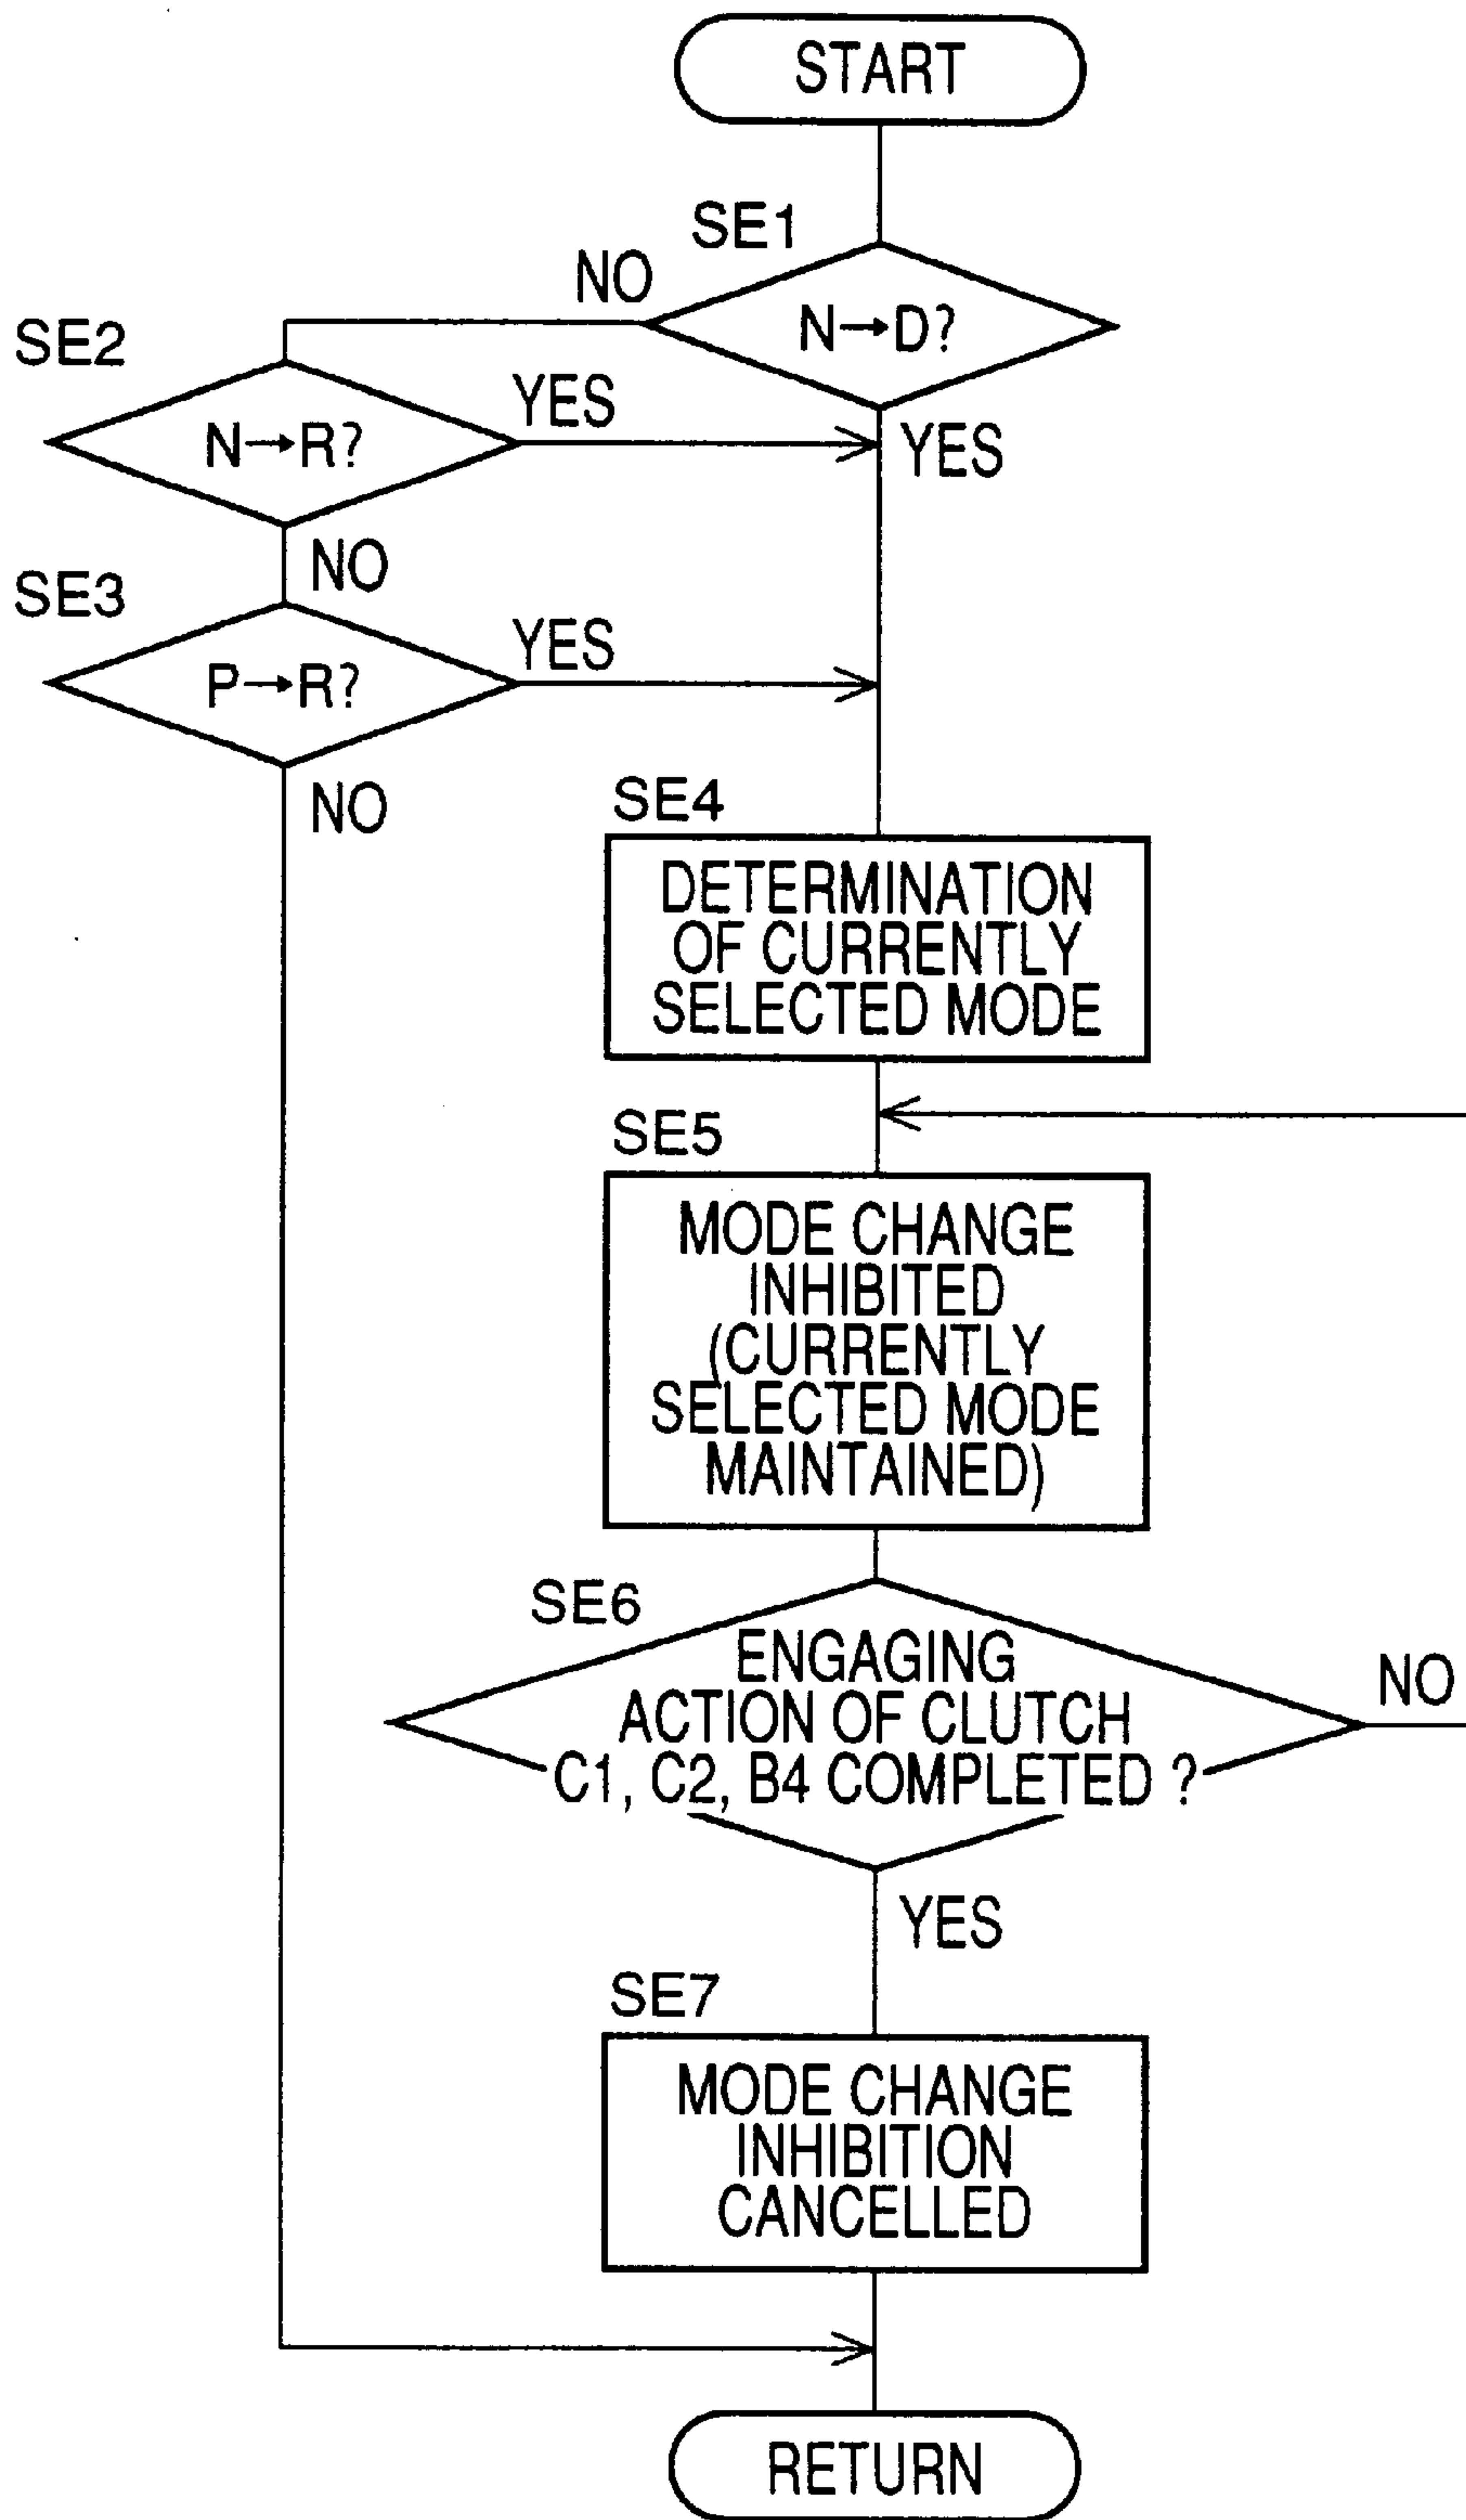 START
SE1
NO
N→D?
SE2
YES
YES
N→R?
NO
SE3
YES
P→R?
NO
SE4
DETERMINATION
OF CURRENTLY
SELECTED MODE
SE5
MODE CHANGE
INHIBITED
(CURRENTLY
SELECTED MODE
MAINTAINED)
SE6
ENGAGING
ACTION OF CLUTCH
C1, C2, B4 COMPLETED ?
NO
YES
SE7
MODE CHANGE
INHIBITION
CANCELLED
RETURN